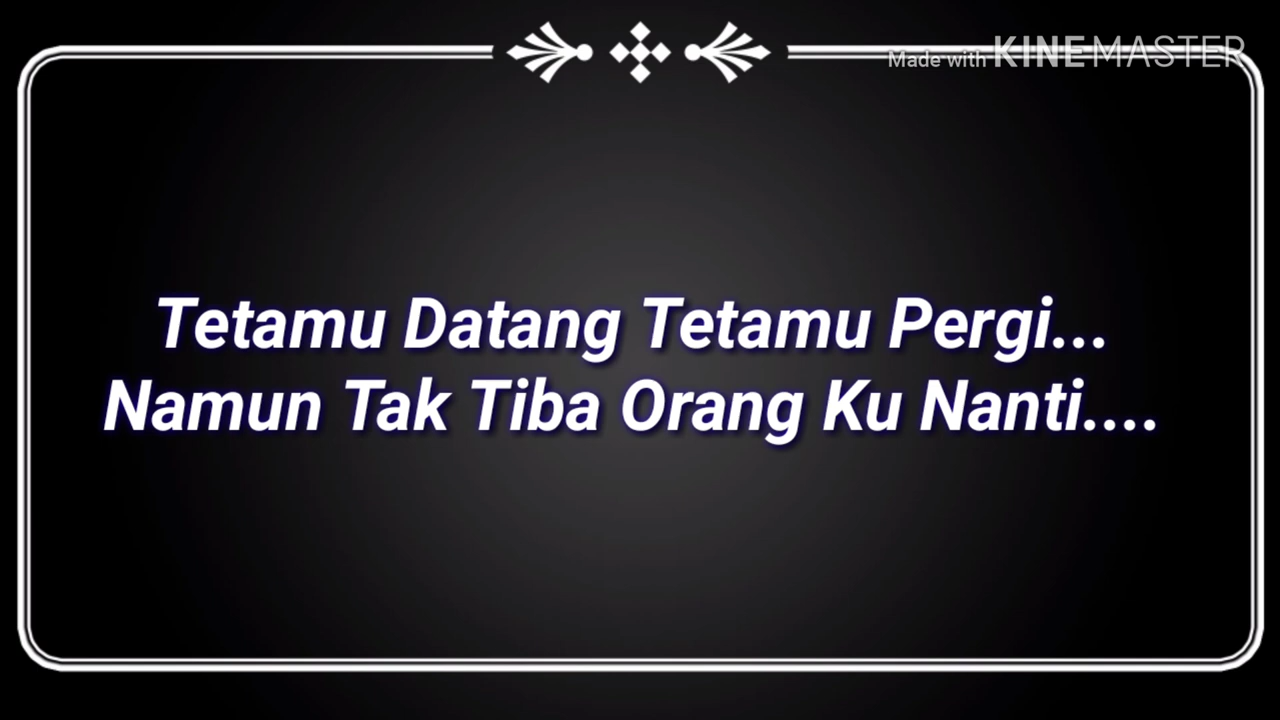 Made with KINEMASTER
Tetamu Datang Tetamu Pergi...
Namun Tak Tiba Orang Ku Nanti....